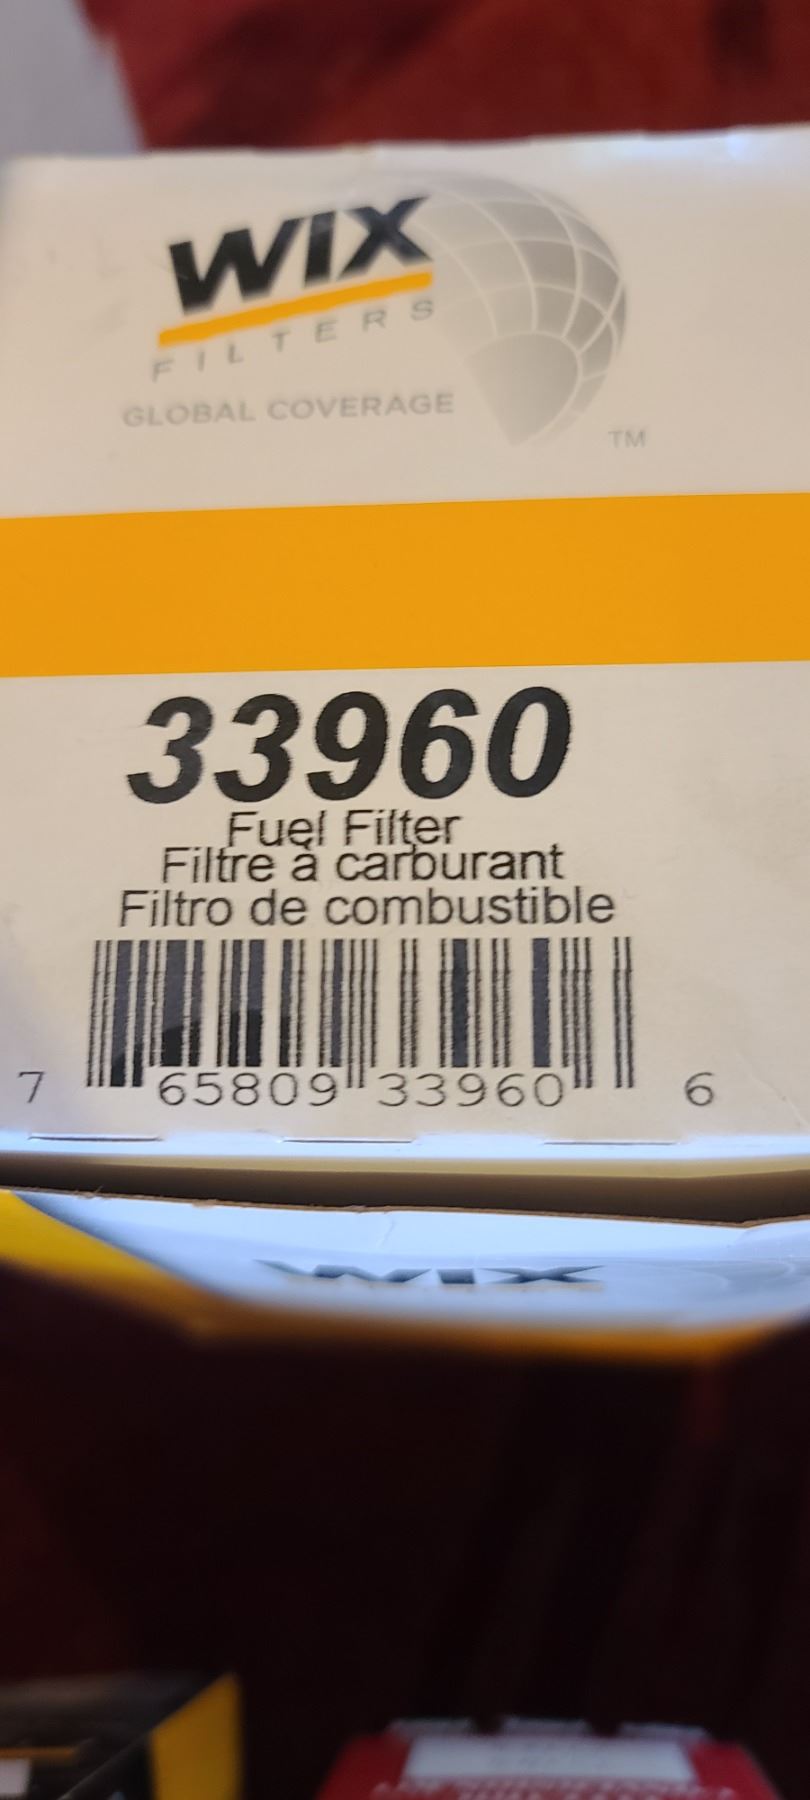 WIX
FILTERS
GLOBAL COVERAGE
TM
33960
Fuel Filter
Filtre à carburant
Filtro de combustible
7 65809 33960 6
WIX